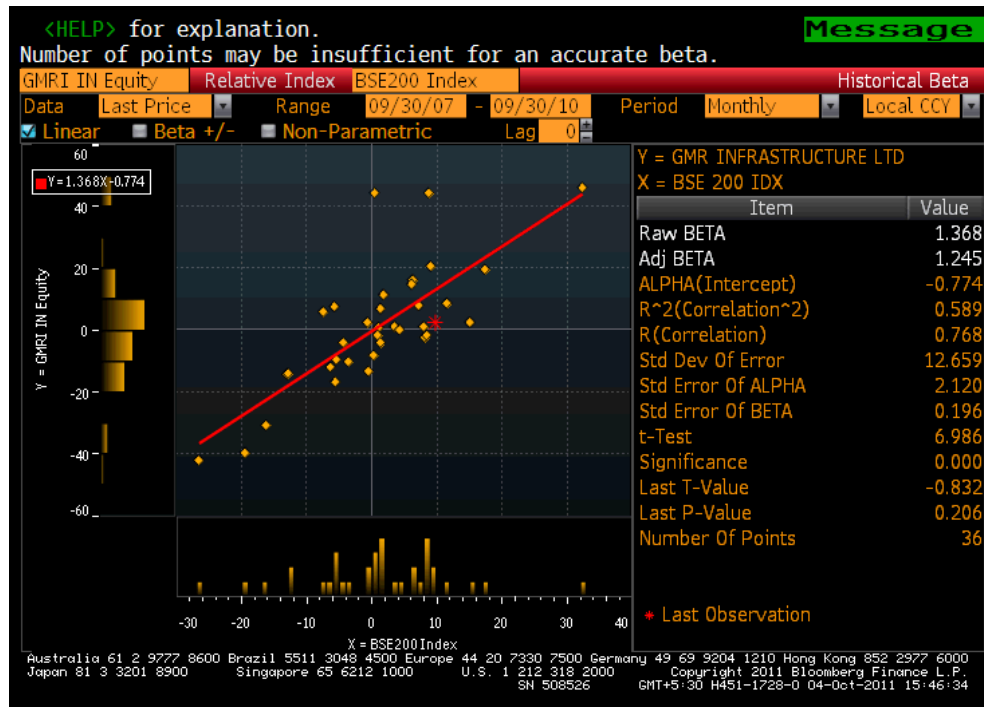 <HELP> for explanation. Message
Number of points may be insufficient for an accurate beta.
GMRI IN Equity Relative Index BSE200 Index Historical Beta
Data Last Price Range 09/30/07 - 09/30/10 Period Monthly Local CCY
Linear Beta +/- Non-Parametric Lag 0
60
Y=1.368X-0.774
40
20
0
-20
-40
-60
Y = GMRI IN Equity
-30 -20 -10 0 10 20 30 40
X = BSE200 Index
Y = GMR INFRASTRUCTURE LTD
X = BSE 200 IDX
Item Value
Raw BETA 1.368
Adj BETA 1.245
ALPHA(Intercept) -0.774
R^2(Correlation^2) 0.589
R(Correlation) 0.768
Std Dev Of Error 12.659
Std Error Of ALPHA 2.120
Std Error Of BETA 0.196
t-Test 6.986
Significance 0.000
Last T-Value -0.832
Last P-Value 0.206
Number Of Points 36
* Last Observation
Australia 61 2 9777 8600 Brazil 5511 3048 4500 Europe 44 20 7330 7500 Germany 49 69 9204 1210 Hong Kong 852 2977 6000
Japan 81 3 3201 8900 Singapore 65 6212 1000 U.S. 1 212 318 2000 Copyright 2011 Bloomberg Finance L.P.
SN 508526 GMT+5:30 H451-1728-0 04-Oct-2011 15:46:34